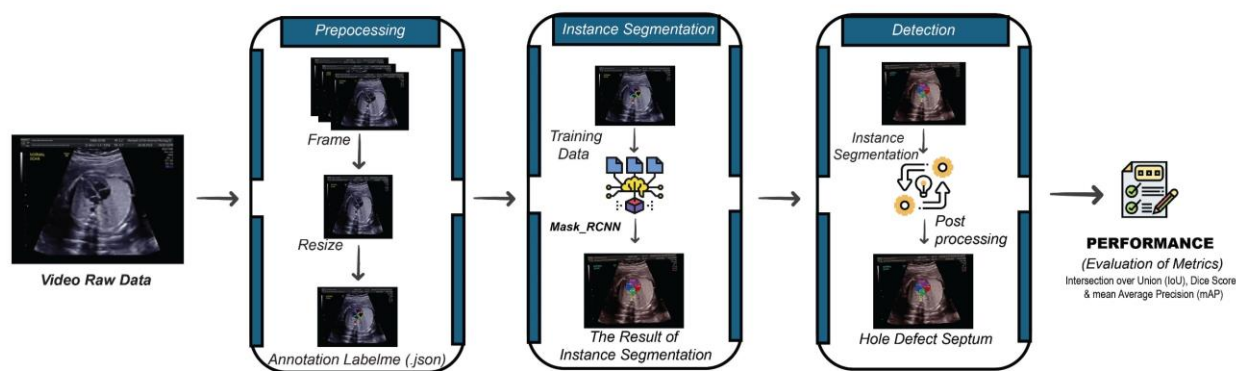 Video Raw Data
Prepocessing
Frame
Resize
Annotation Labelme (.json)
Instance Segmentation
Training
Data
Mask_RCNN
The Result of
Instance Segmentation
Detection
Instance
Segmentation
Post
processing
Hole Defect Septum
PERFORMANCE
(Evaluation of Metrics)
Intersection over Union (IoU), Dice Score
& mean Average Precision (mAP)